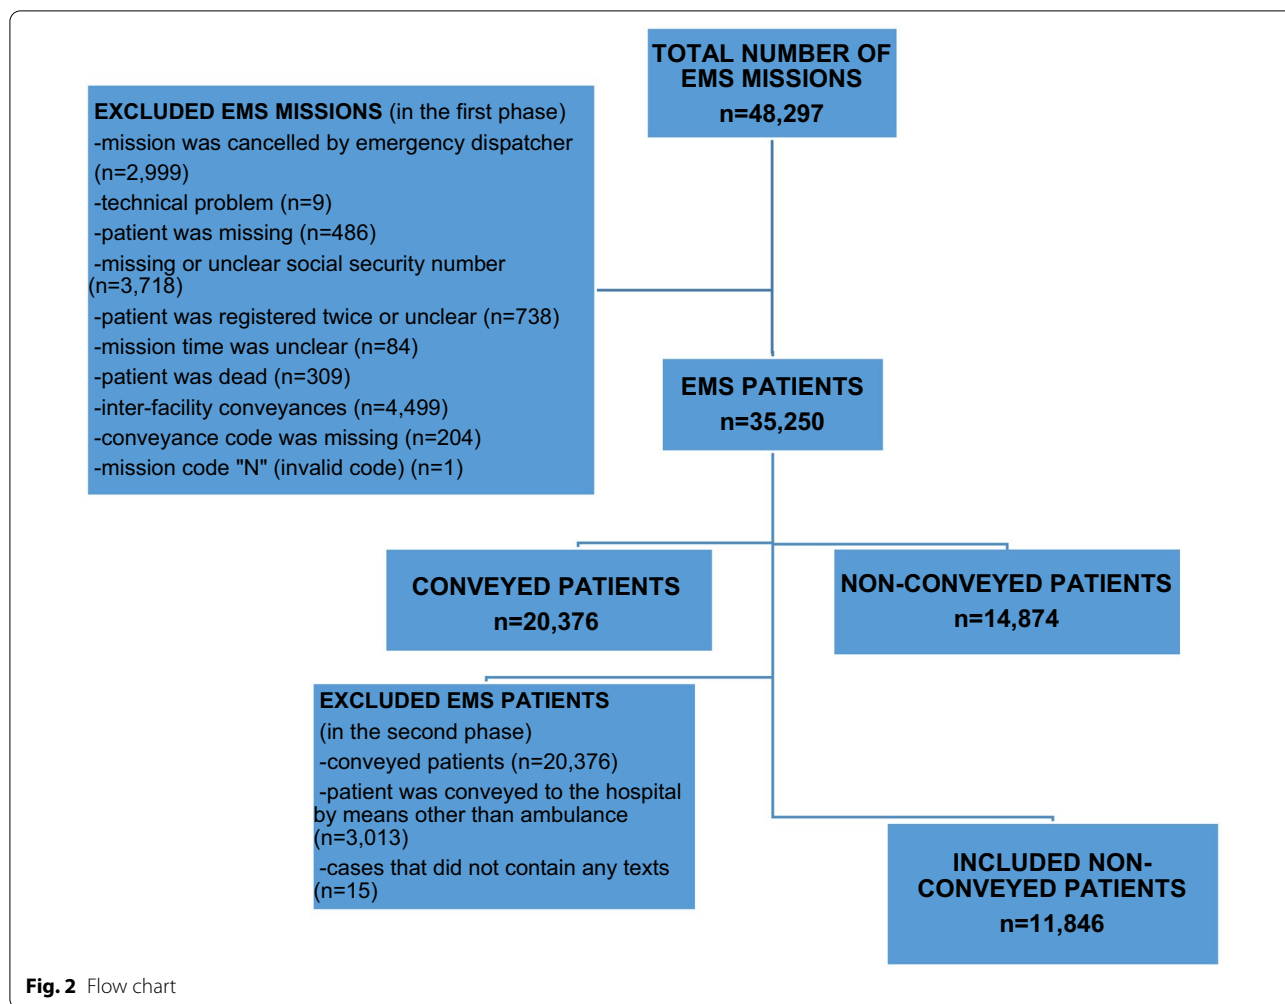 TOTAL NUMBER OF
EMS MISSIONS
n=48,297
EXCLUDED EMS MISSIONS (in the first phase)
-mission was cancelled by emergency dispatcher
(n=2,999)
-technical problem (n=9)
-patient was missing (n=486)
-missing or unclear social security number
(n=3,718)
-patient was registered twice or unclear (n=738)
-mission time was unclear (n=84)
-patient was dead (n=309)
-inter-facility conveyances (n=4,499)
-conveyance code was missing (n=204)
-mission code "N" (invalid code) (n=1)
EMS PATIENTS
n=35,250
CONVEYED PATIENTS
n=20,376
NON-CONVEYED PATIENTS
n=14,874
EXCLUDED EMS PATIENTS
(in the second phase)
-conveyed patients (n=20,376)
-patient was conveyed to the hospital
by means other than ambulance
(n=3,013)
-cases that did not contain any texts
(n=15)
INCLUDED NON-
CONVEYED PATIENTS
n=11,846
Fig. 2 Flow chart